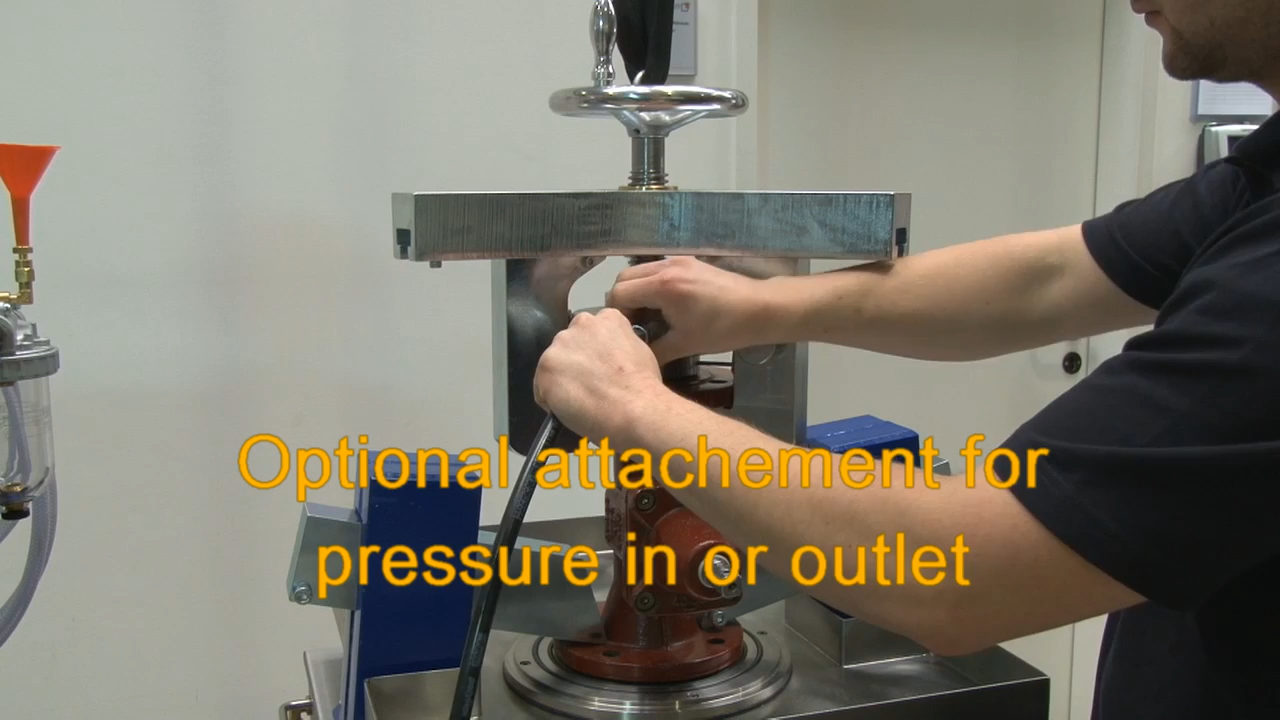 Optional attachement for
pressure in or outlet